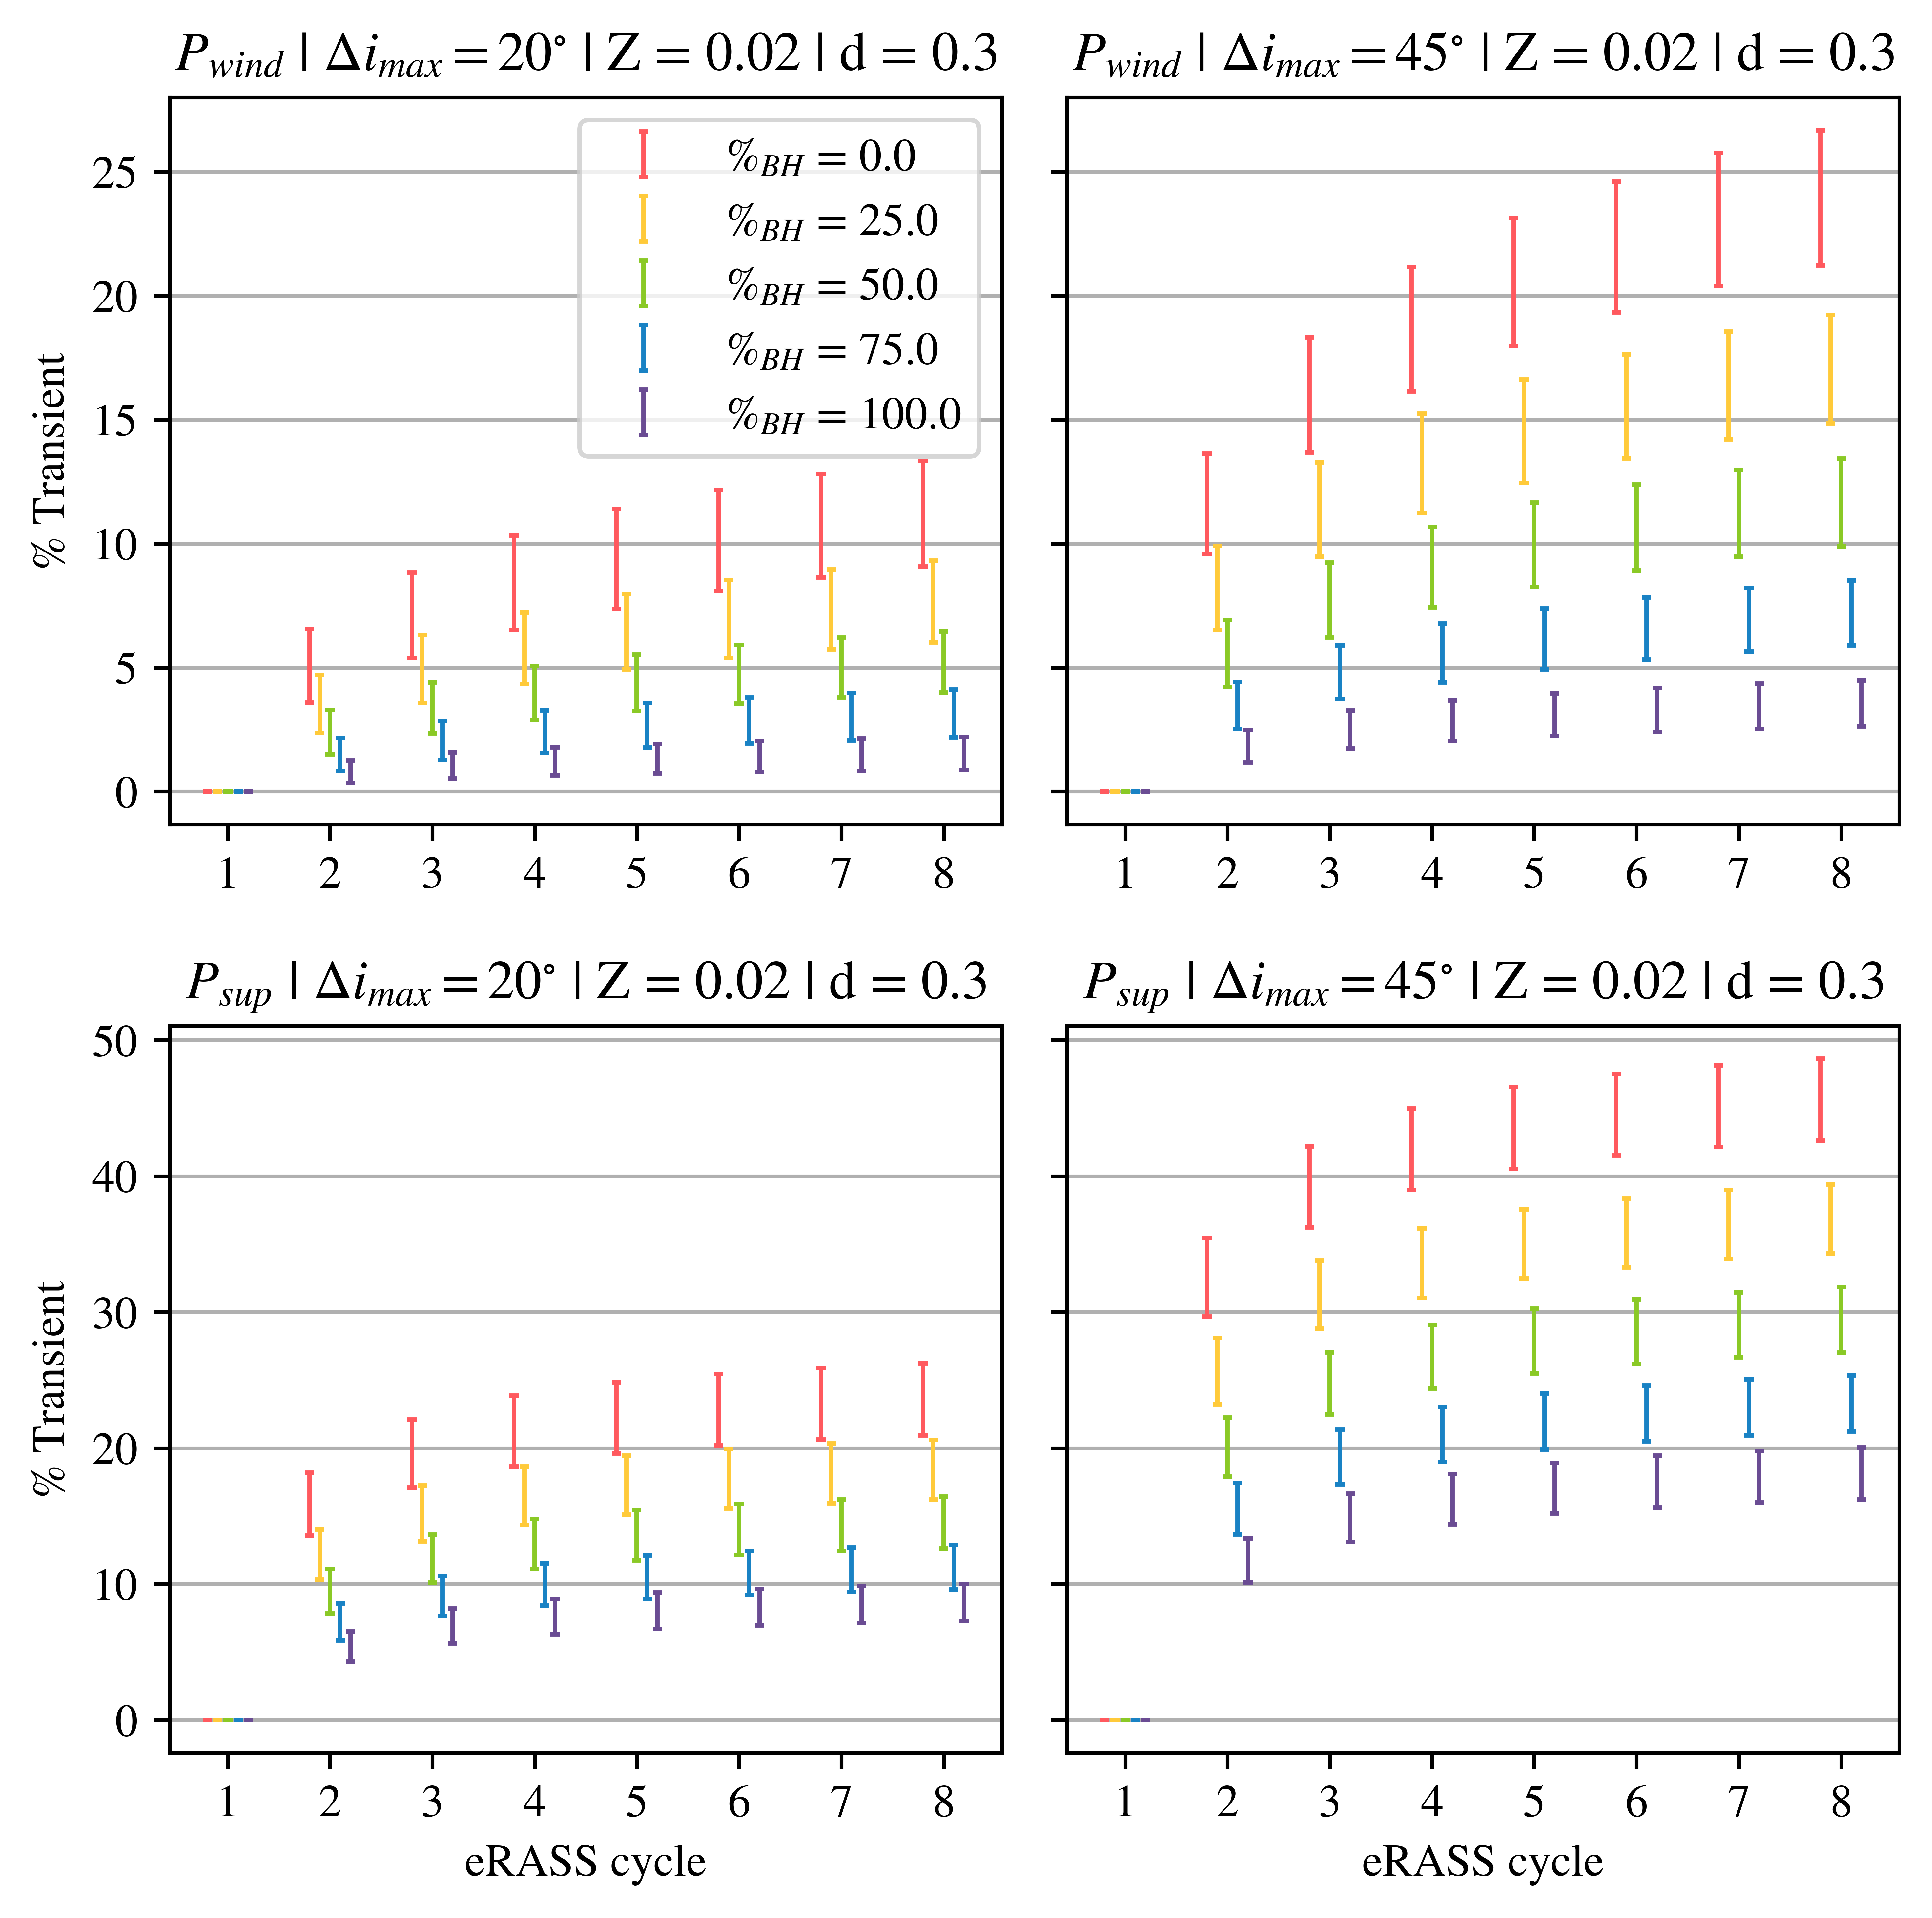 P_wind | Δi_max = 20° | Z = 0.02 | d = 0.3
P_wind | Δi_max = 45° | Z = 0.02 | d = 0.3
%_BH = 0.0
%_BH = 25.0
%_BH = 50.0
%_BH = 75.0
%_BH = 100.0
% Transient
25
20
15
10
5
0
1 2 3 4 5 6 7 8
1 2 3 4 5 6 7 8
P_sup | Δi_max = 20° | Z = 0.02 | d = 0.3
P_sup | Δi_max = 45° | Z = 0.02 | d = 0.3
% Transient
50
40
30
20
10
0
1 2 3 4 5 6 7 8
1 2 3 4 5 6 7 8
eRASS cycle
eRASS cycle